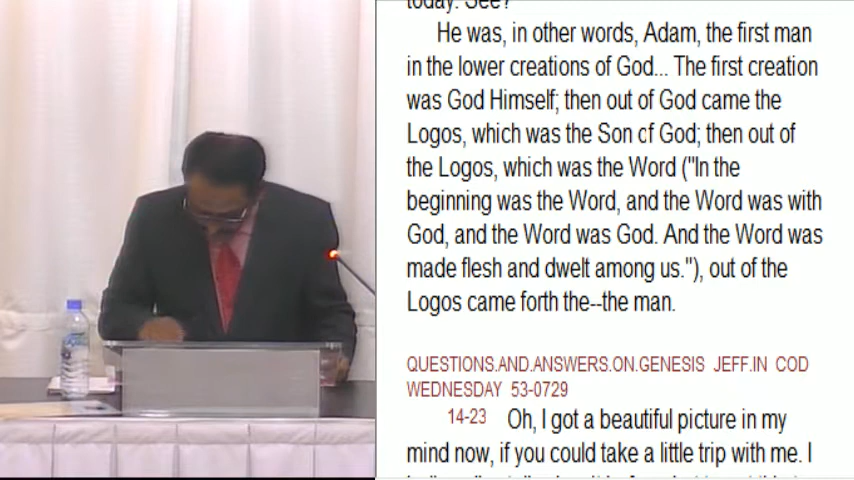 today. See?
He was, in other words, Adam, the first man
in the lower creations of God... The first creation
was God Himself; then out of God came the
Logos, which was the Son of God; then out of
the Logos, which was the Word ("In the
beginning was the Word, and the Word was with
God, and the Word was God. And the Word was
made flesh and dwelt among us."), out of the
Logos came forth the--the man.
QUESTIONS.AND.ANSWERS.ON.GENESIS JEFF.IN COD
WEDNESDAY 53-0729
14-23 Oh, I got a beautiful picture in my
mind now, if you could take a little trip with me. I